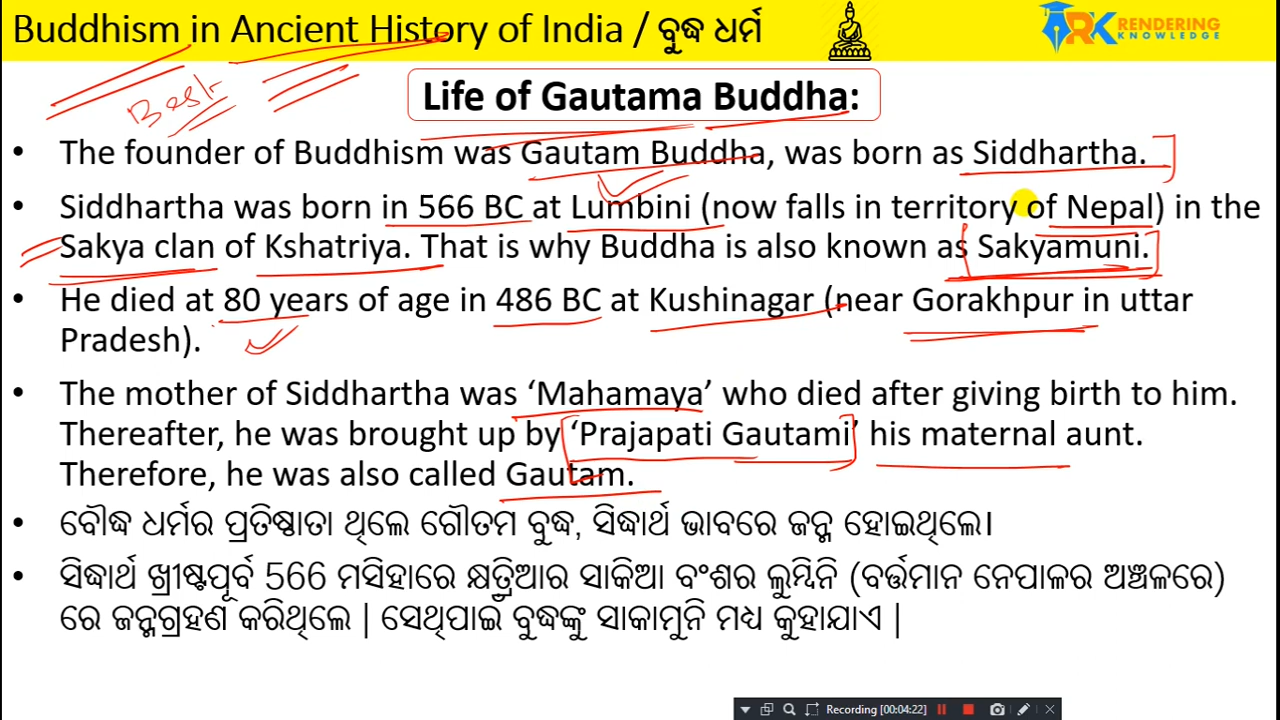 Buddhism in Ancient History of India / ବୁଦ୍ଧ ଧର୍ମ
ARK RENDERING KNOWLEDGE
Best
Life of Gautama Buddha:
• The founder of Buddhism was Gautam Buddha, was born as Siddhartha.
• Siddhartha was born in 566 BC at Lumbini (now falls in territory of Nepal) in the
Sakya clan of Kshatriya. That is why Buddha is also known as Sakyamuni.
• He died at 80 years of age in 486 BC at Kushinagar (near Gorakhpur in uttar
Pradesh).
• The mother of Siddhartha was ‘Mahamaya’ who died after giving birth to him.
Thereafter, he was brought up by ‘Prajapati Gautami’ his maternal aunt.
Therefore, he was also called Gautam.
• ବୌଦ୍ଧ ଧର୍ମର ପ୍ରତିଷ୍ଠାତା ଥିଲେ ଗୌତମ ବୁଦ୍ଧ, ସିଦ୍ଧାର୍ଥ ଭାବରେ ଜନ୍ମ ହୋଇଥିଲେ।
• ସିଦ୍ଧାର୍ଥ ଖ୍ରୀଷ୍ଟପୂର୍ବ 566 ମସିହାରେ କ୍ଷତ୍ରିଆର ସାକିଆ ବଂଶର ଲୁମ୍ବିନି (ବର୍ତ୍ତମାନ ନେପାଳର ଅଞ୍ଚଳରେ)
ରେ ଜନ୍ମଗ୍ରହଣ କରିଥିଲେ | ସେଥିପାଇଁ ବୁଦ୍ଧଙ୍କୁ ସାକାମୁନି ମଧ୍ୟ କୁହାଯାଏ |
Recording [00:04:22]